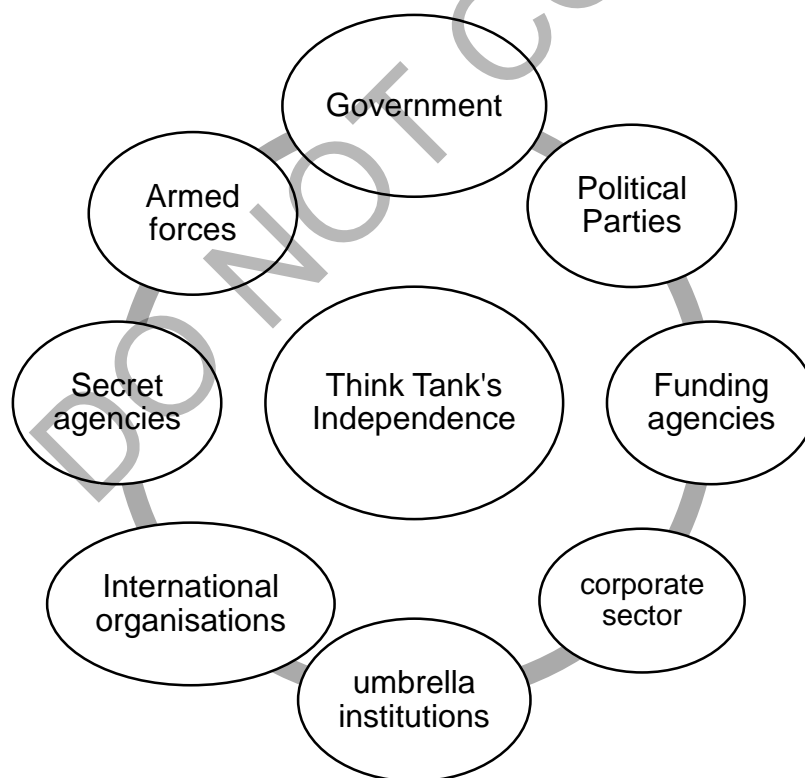 DO NOT CO
Government
Political
Parties
Funding
agencies
corporate
sector
umbrella
institutions
International
organisations
Secret
agencies
Armed
forces
Think Tank's
Independence